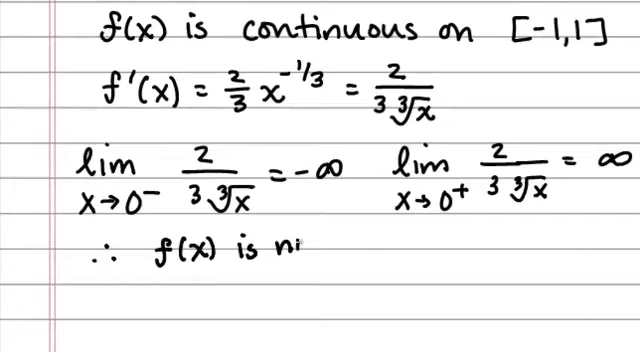 f(x) is continuous on [-1,1]
f'(x) = 2/3 x^(-1/3) = 2/(3∛x)
lim x→0⁻ 2/(3∛x) = -∞ lim x→0⁺ 2/(3∛x) = ∞
∴ f(x) is ni